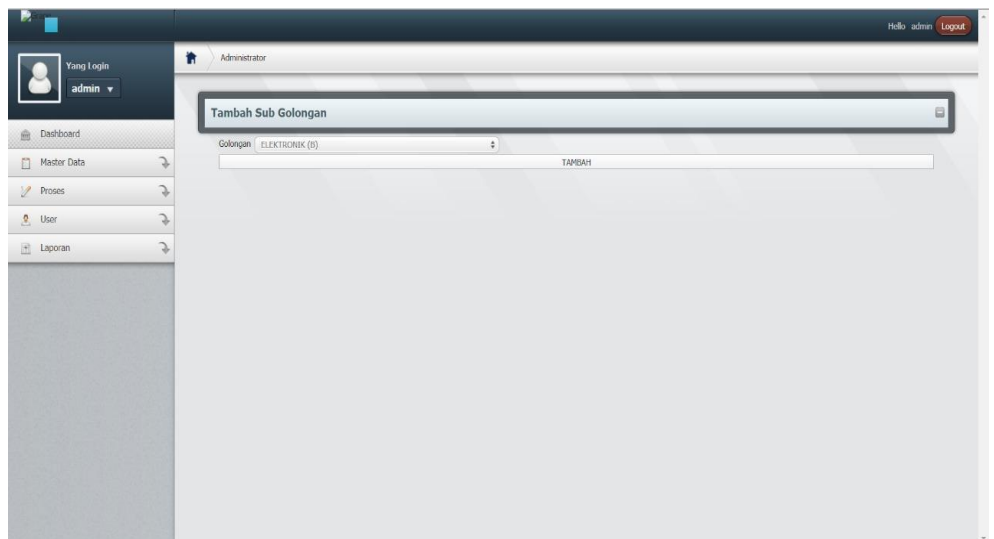 Hello admin Logout
Yang Login
admin
Administrator
Tambah Sub Golongan
Dashboard
Master Data
Proses
User
Laporan
Golongan ELEKTRONIK (B)
TAMBAH